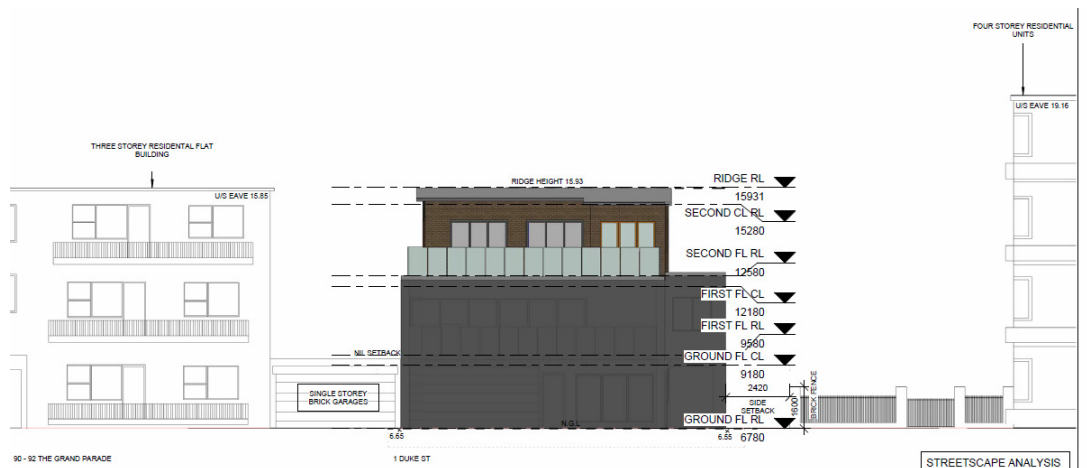 FOUR STOREY RESIDENTIAL
UNITS
U/S EAVE 19.16
THREE STOREY RESIDENTAL FLAT
BUILDING
U/S EAVE 15.85
RIDGE HEIGHT 15.93
RIDGE RL
15931
SECOND CL RL
15280
SECOND FL RL
12580
FIRST FL CL
12180
FIRST FL RL
9580
NIL SETBACK
GROUND FL CL
9180
2420
SIDE
SETBACK
1600
BRICK FENCE
SINGLE STOREY
BRICK GARAGES
N.G.L
GROUND FL RL
6780
6.65
6.55
90 - 92 THE GRAND PARADE
1 DUKE ST
STREETSCAPE ANALYSIS